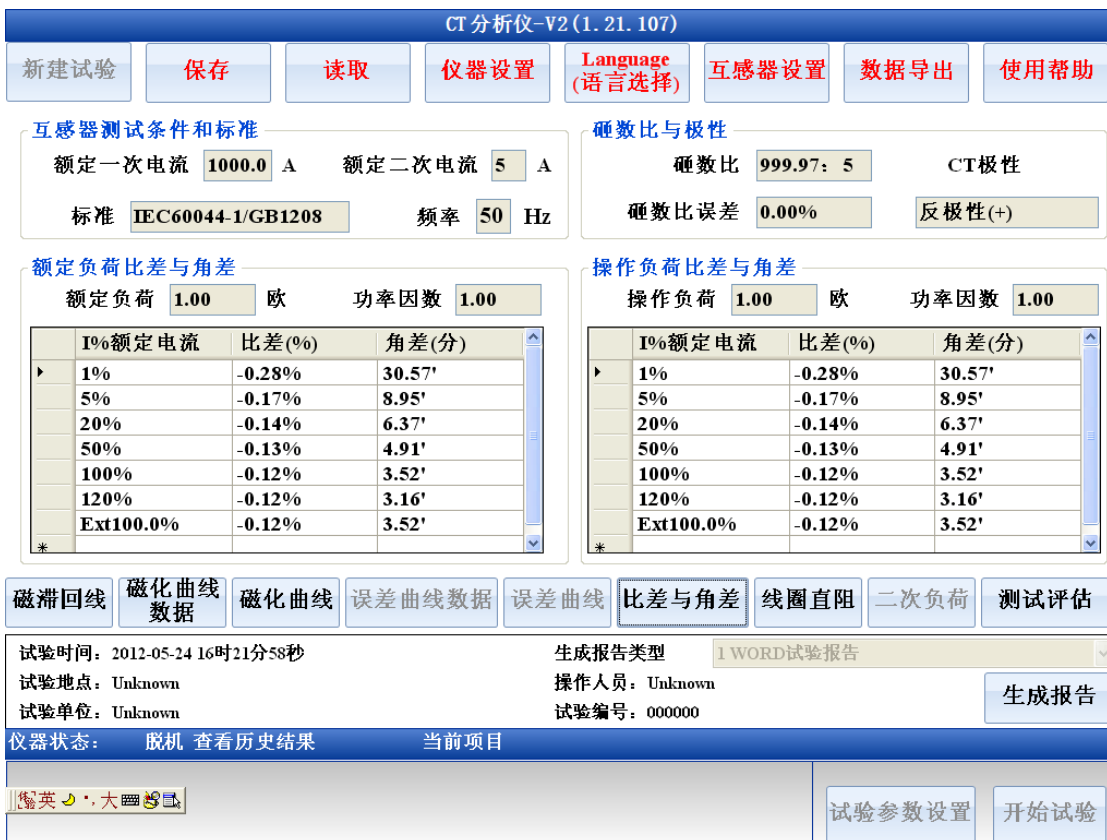 CT分析仪-V2(1.21.107)
新建试验 保存 读取 仪器设置 Language (语言选择) 互感器设置 数据导出 使用帮助
互感器测试条件和标准
额定一次电流 1000.0 A 额定二次电流 5 A
标准 IEC60044-1/GB1208 频率 50 Hz
砸数比与极性
砸数比 999.97：5 CT极性
砸数比误差 0.00% 反极性(+)
额定负荷比差与角差
额定负荷 1.00 欧 功率因数 1.00
I%额定电流 比差(%) 角差(分)
1% -0.28% 30.57'
5% -0.17% 8.95'
20% -0.14% 6.37'
50% -0.13% 4.91'
100% -0.12% 3.52'
120% -0.12% 3.16'
Ext100.0% -0.12% 3.52'
操作负荷比差与角差
操作负荷 1.00 欧 功率因数 1.00
I%额定电流 比差(%) 角差(分)
1% -0.28% 30.57'
5% -0.17% 8.95'
20% -0.14% 6.37'
50% -0.13% 4.91'
100% -0.12% 3.52'
120% -0.12% 3.16'
Ext100.0% -0.12% 3.52'
磁滞回线 磁化曲线数据 磁化曲线 误差曲线数据 误差曲线 比差与角差 线圈直阻 二次负荷 测试评估
试验时间：2012-05-24 16时21分58秒 生成报告类型 1 WORD试验报告
试验地点：Unknown 操作人员：Unknown
试验单位：Unknown 试验编号：000000
生成报告
仪器状态： 脱机 查看历史结果 当前项目
英 大
试验参数设置 开始试验